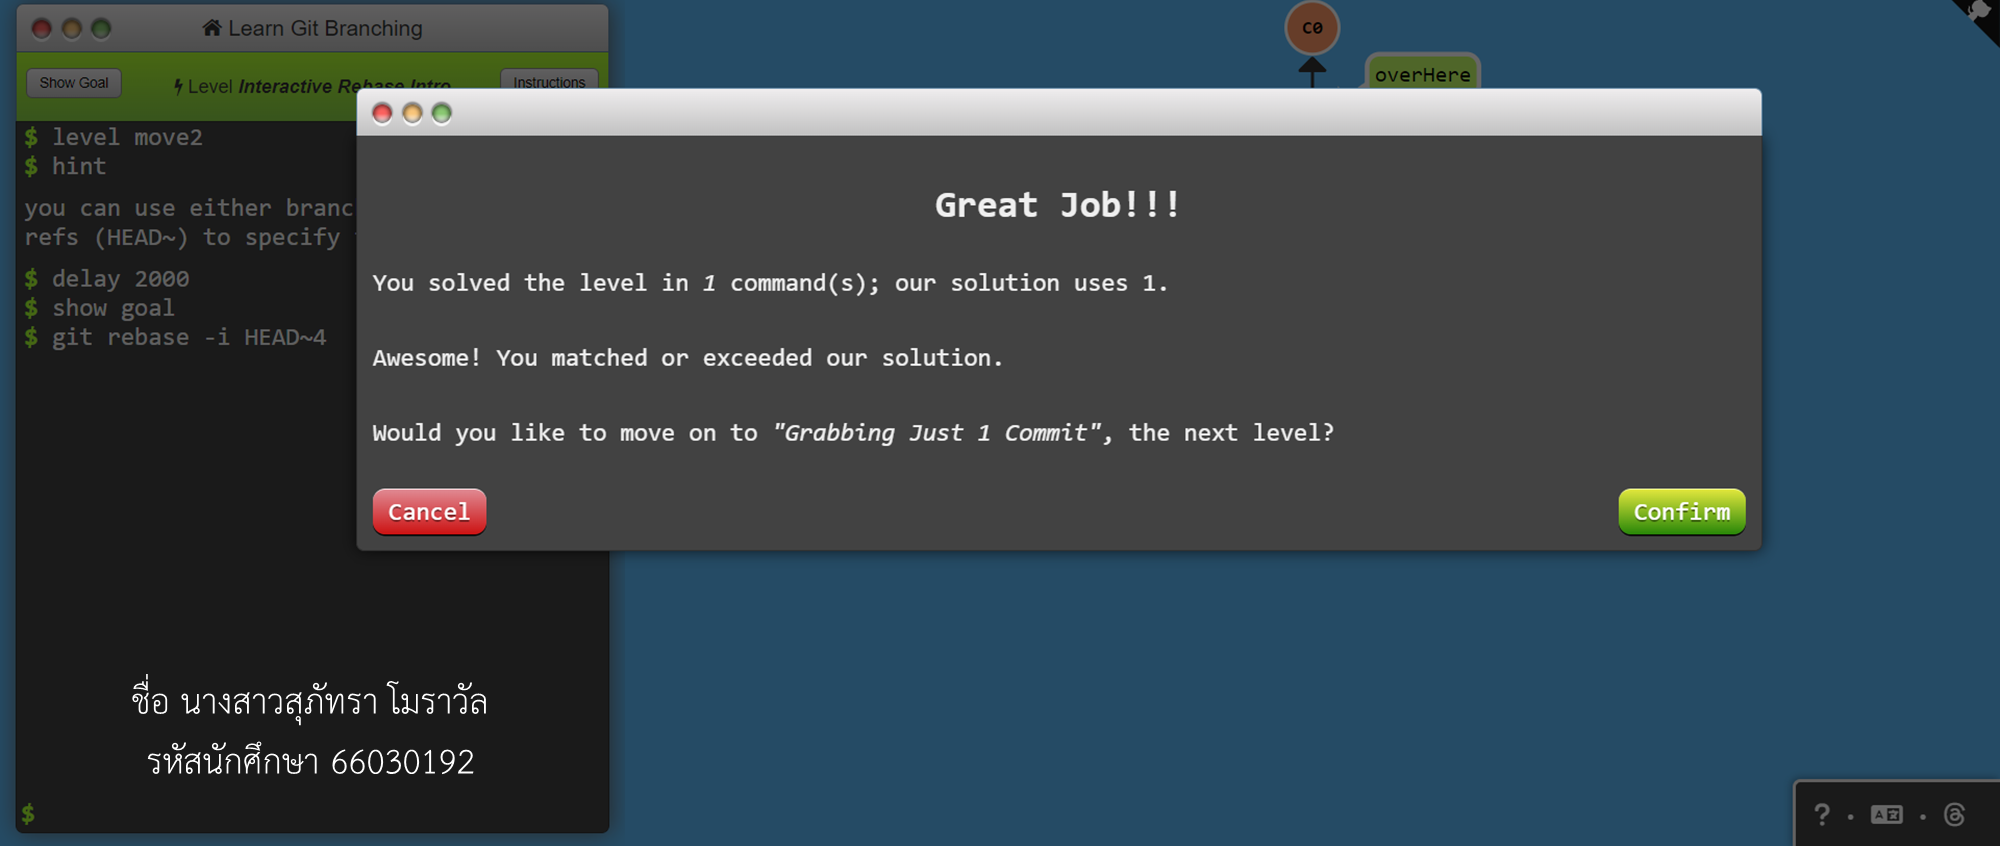 Learn Git Branching
Show Goal
Level Interactive Rebase Intro
Instructions
$ level move2
$ hint
you can use either branc
refs (HEAD~) to specify
$ delay 2000
$ show goal
$ git rebase -i HEAD~4
ชื่อ นางสาวสุภัทรา โมราวัล
รหัสนักศึกษา 66030192
$
C0
overHere
Great Job!!!
You solved the level in 1 command(s); our solution uses 1.
Awesome! You matched or exceeded our solution.
Would you like to move on to "Grabbing Just 1 Commit", the next level?
Cancel
Confirm
?